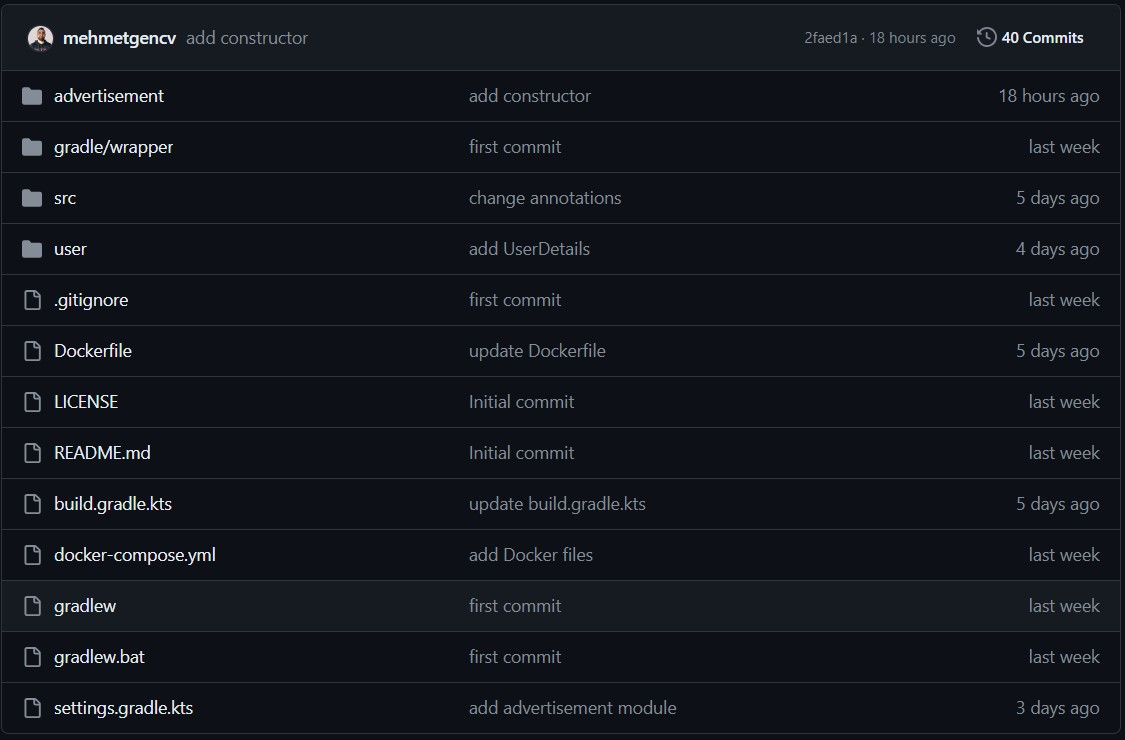 mehmetgencv add constructor 2faed1a · 18 hours ago 40 Commits
advertisement add constructor 18 hours ago
gradle/wrapper first commit last week
src change annotations 5 days ago
user add UserDetails 4 days ago
.gitignore first commit last week
Dockerfile update Dockerfile 5 days ago
LICENSE Initial commit last week
README.md Initial commit last week
build.gradle.kts update build.gradle.kts 5 days ago
docker-compose.yml add Docker files last week
gradlew first commit last week
gradlew.bat first commit last week
settings.gradle.kts add advertisement module 3 days ago